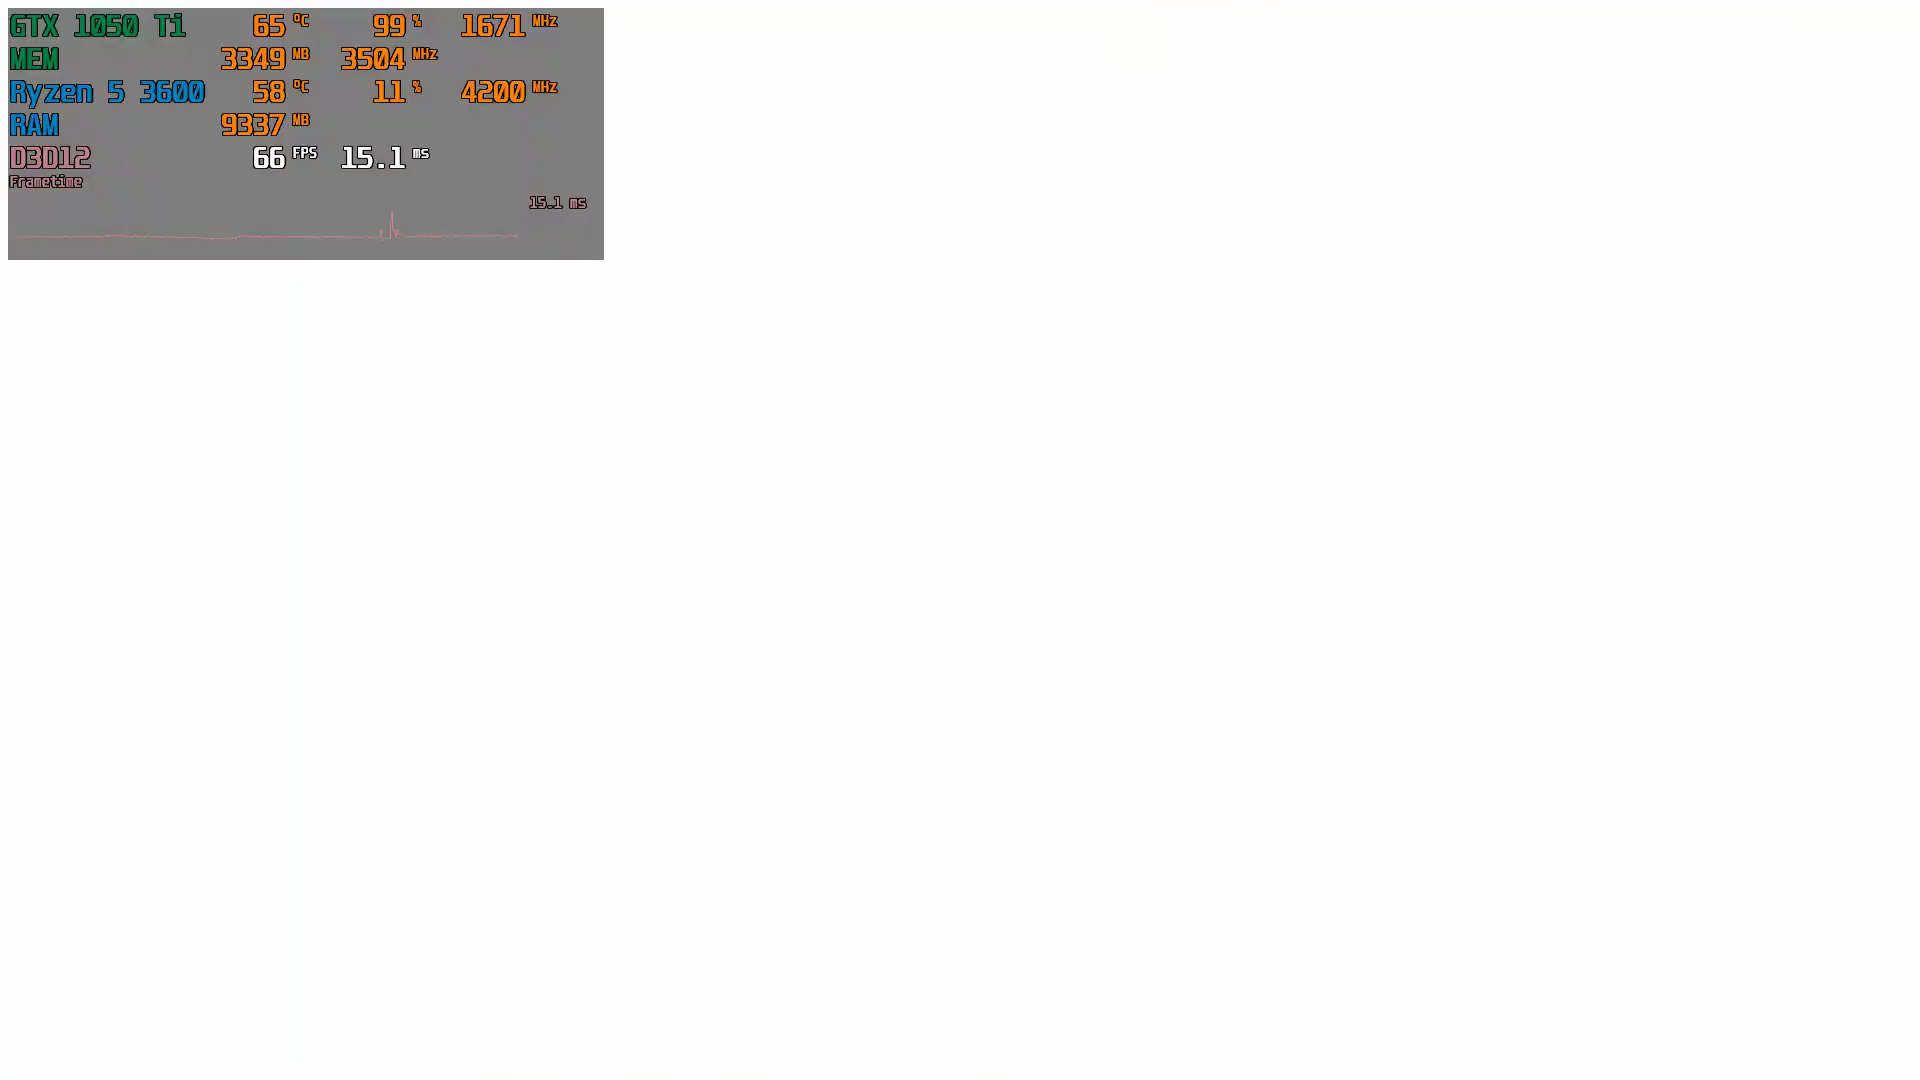 GTX 1050 Ti 65 °C 99 % 1671 MHz
MEM 3349 MB 3504 MHz
Ryzen 5 3600 58 °C 11 % 4200 MHz
RAM 9337 MB
D3D12 66 FPS 15.1 ms
Frametime
15.1 ms